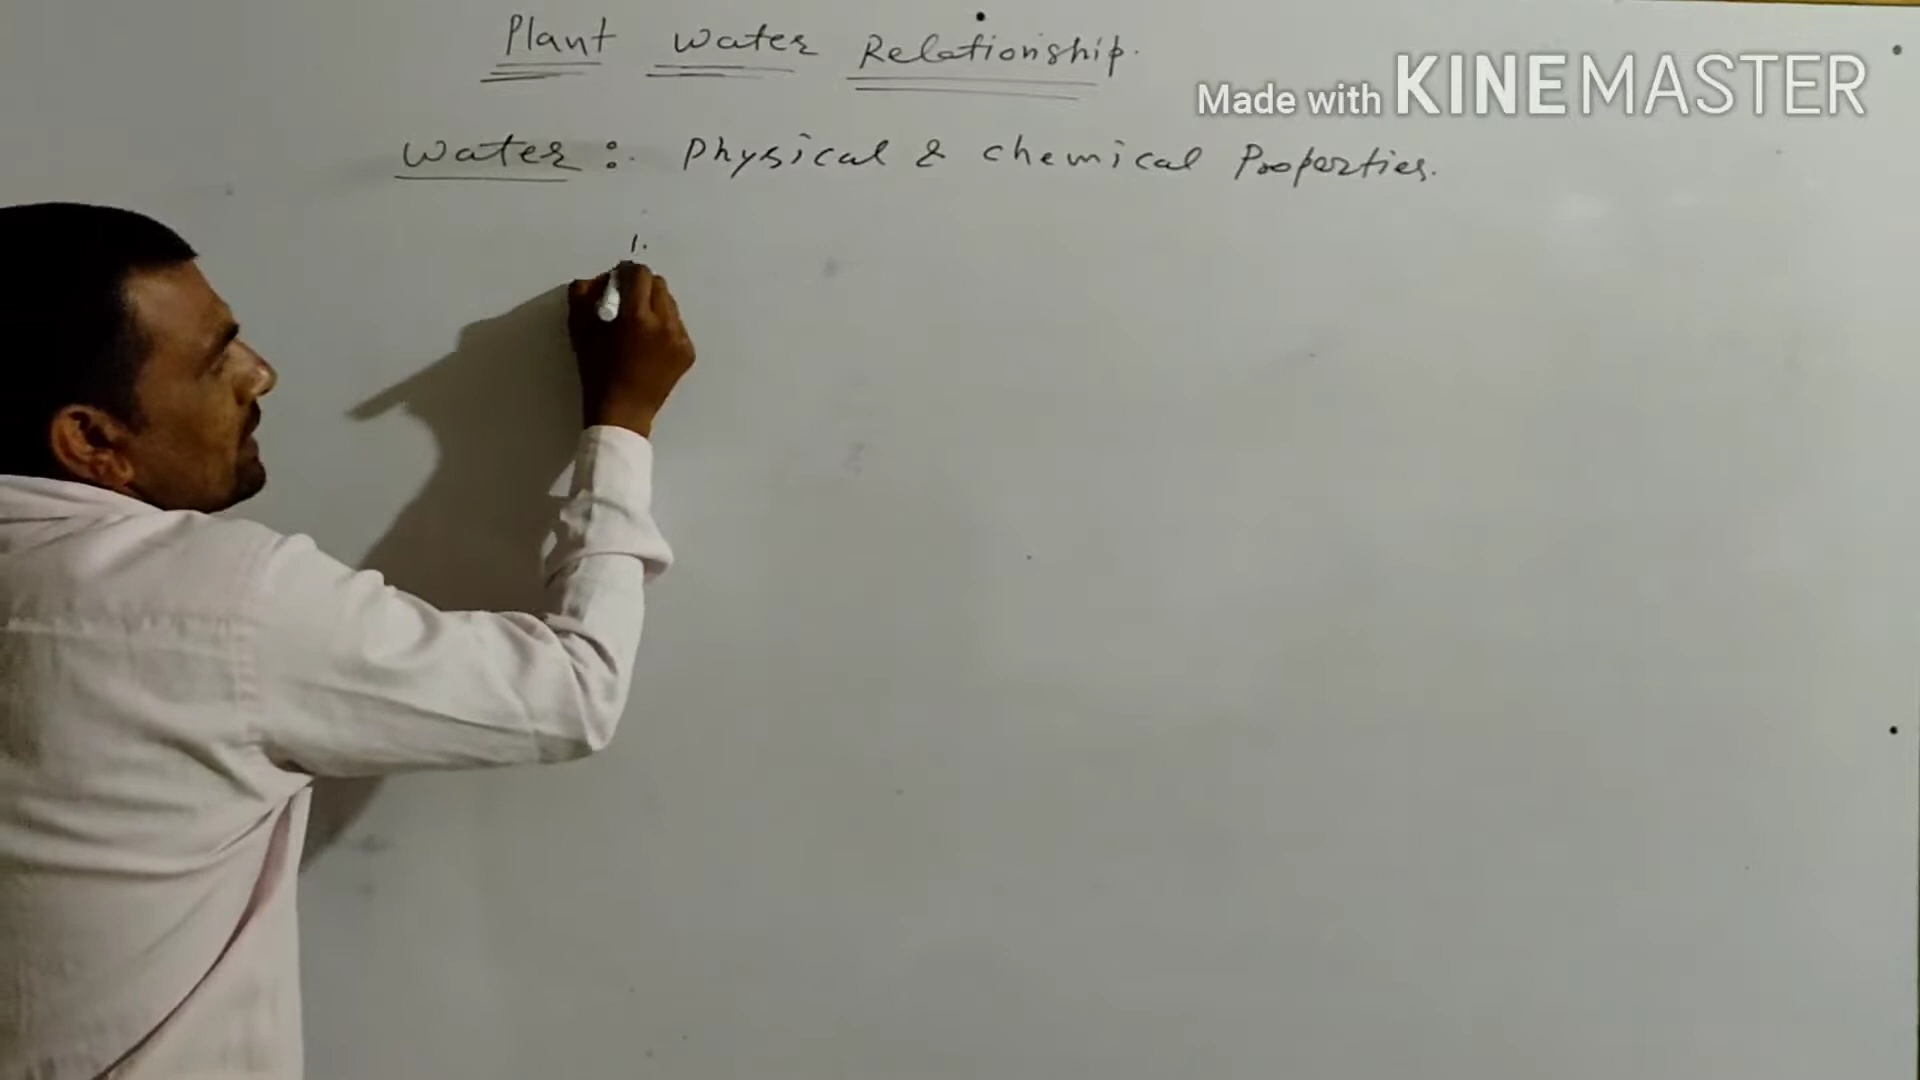 Plant water Relationship.
Made with KINEMASTER
water :. Physical & chemical Properties.
1.